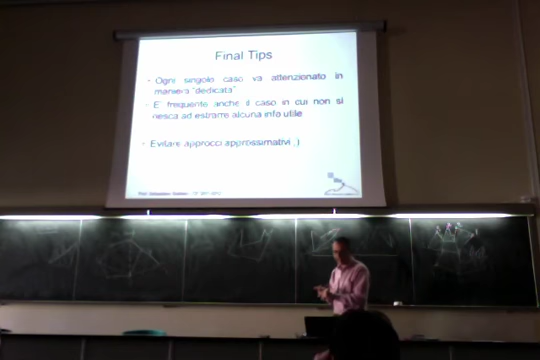 Final Tips
• Ogni singolo caso va attenzionato in
maniera "dedicata"
• E' frequente anche il caso in cui non si
riesca ad estrarre alcuna info utile
• Evitare approcci approssimativi ;)
Prof.